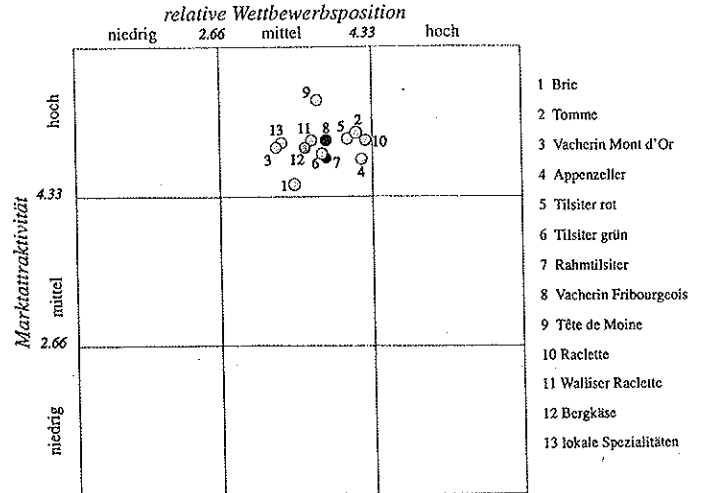 relative Wettbewerbsposition
niedrig 2.66 mittel 4.33 hoch
Marktattraktivität
hoch
4.33
mittel
2.66
niedrig
9
13 11 8 5 2
3 12 6 7 4 10
1
1 Brie
2 Tomme
3 Vacherin Mont d'Or
4 Appenzeller
5 Tilsiter rot
6 Tilsiter grün
7 Rahmtilsiter
8 Vacherin Fribourgeois
9 Tête de Moine
10 Raclette
11 Walliser Raclette
12 Bergkäse
13 lokale Spezialitäten